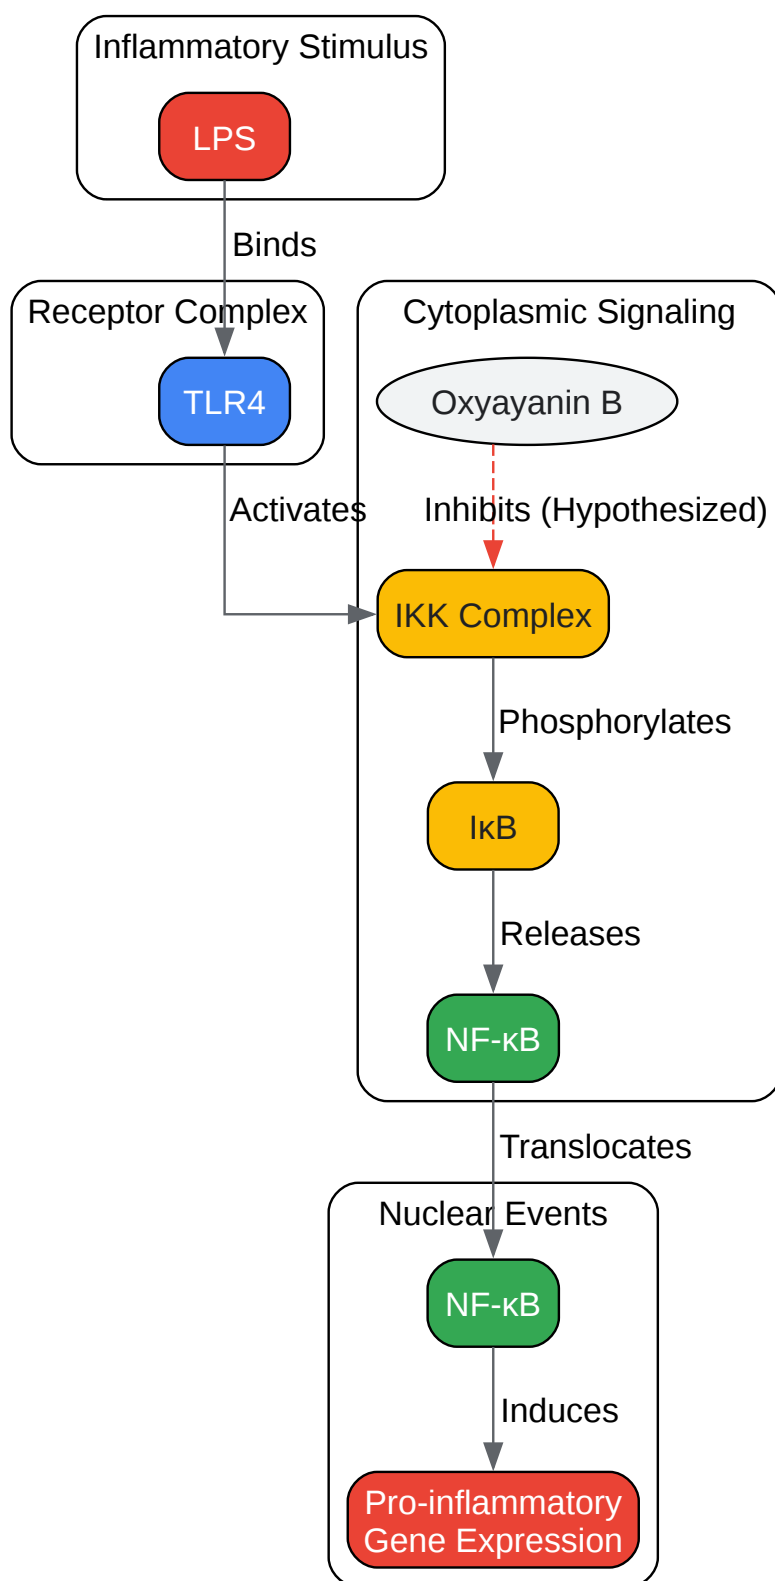 Inflammatory Stimulus
LPS
Binds
Receptor Complex
TLR4
Activates
Cytoplasmic Signaling
Oxyayanin B
Inhibits (Hypothesized)
IKK Complex
Phosphorylates
IκB
Releases
NF-κB
Translocates
Nuclear Events
NF-κB
Induces
Pro-inflammatory
Gene Expression